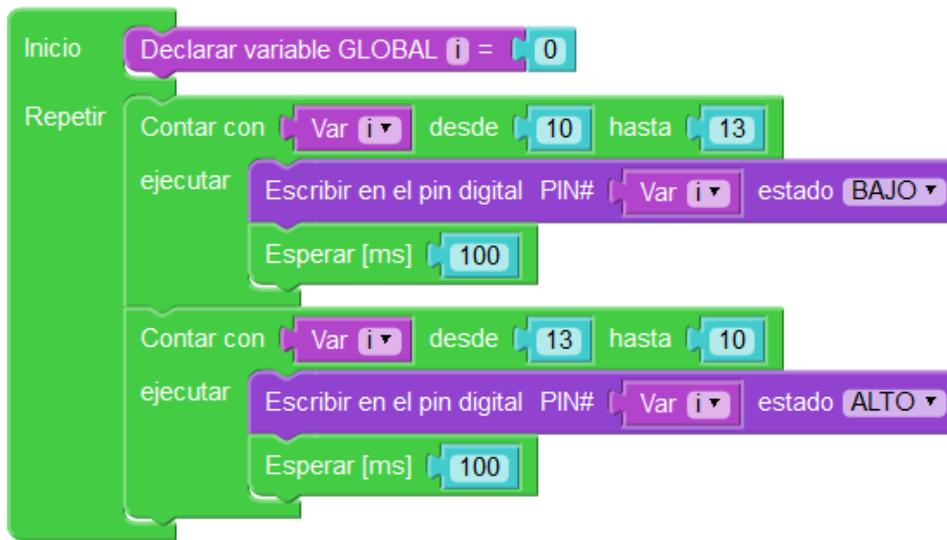 Inicio Declarar variable GLOBAL i = 0
Repetir Contar con Var i desde 10 hasta 13
ejecutar Escribir en el pin digital PIN# Var i estado BAJO
Esperar [ms] 100
Contar con Var i desde 13 hasta 10
ejecutar Escribir en el pin digital PIN# Var i estado ALTO
Esperar [ms] 100